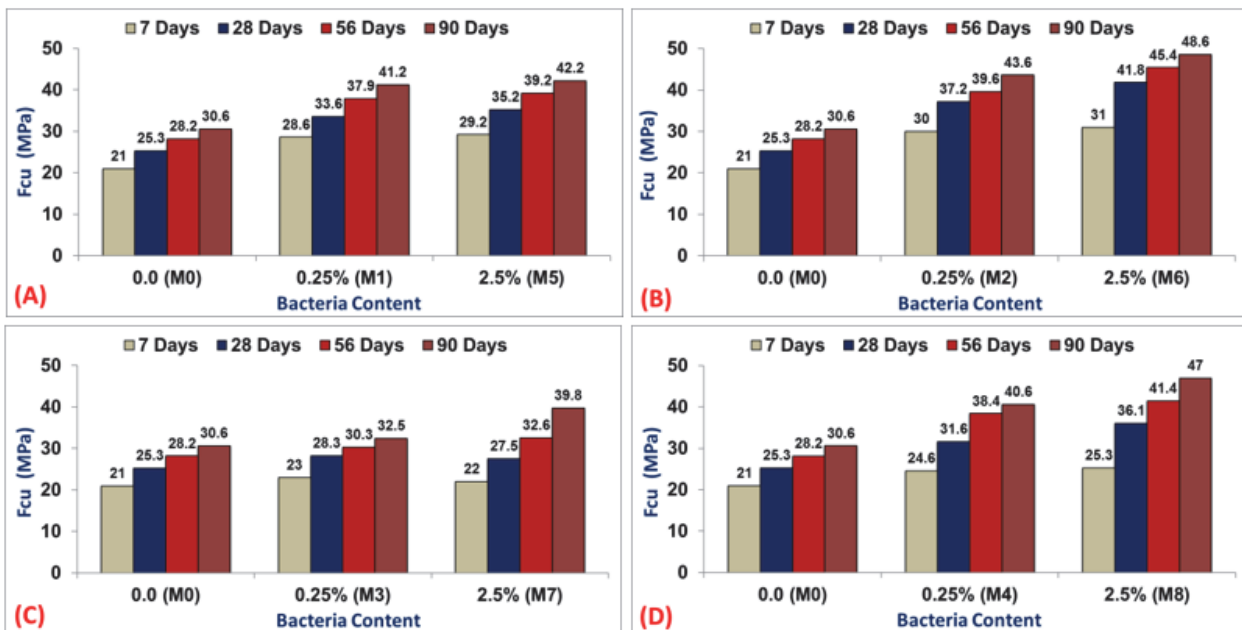 7 Days 28 Days 56 Days 90 Days
Fcu (MPa)
50
40
30
20
10
0
21 25.3 28.2 30.6
28.6 33.6 37.9 41.2
29.2 35.2 39.2 42.2
0.0 (M0) 0.25% (M1) 2.5% (M5)
(A) Bacteria Content
7 Days 28 Days 56 Days 90 Days
Fcu (MPa)
50
40
30
20
10
0
21 25.3 28.2 30.6
30 37.2 39.6 43.6
31 41.8 45.4 48.6
0.0 (M0) 0.25% (M2) 2.5% (M6)
(B) Bacteria Content
7 Days 28 Days 56 Days 90 Days
Fcu (MPa)
50
40
30
20
10
0
21 25.3 28.2 30.6
23 28.3 30.3 32.5
22 27.5 32.6 39.8
0.0 (M0) 0.25% (M3) 2.5% (M7)
(C) Bacteria Content
7 Days 28 Days 56 Days 90 Days
Fcu (MPa)
50
40
30
20
10
0
21 25.3 28.2 30.6
24.6 31.6 38.4 40.6
25.3 36.1 41.4 47
0.0 (M0) 0.25% (M4) 2.5% (M8)
(D) Bacteria Content